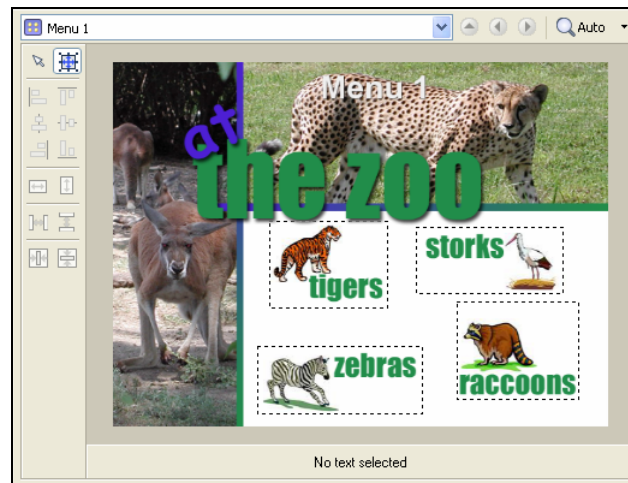 Menu 1
Auto
Menu 1
at
the zoo
tigers
storks
zebras
raccoons
No text selected